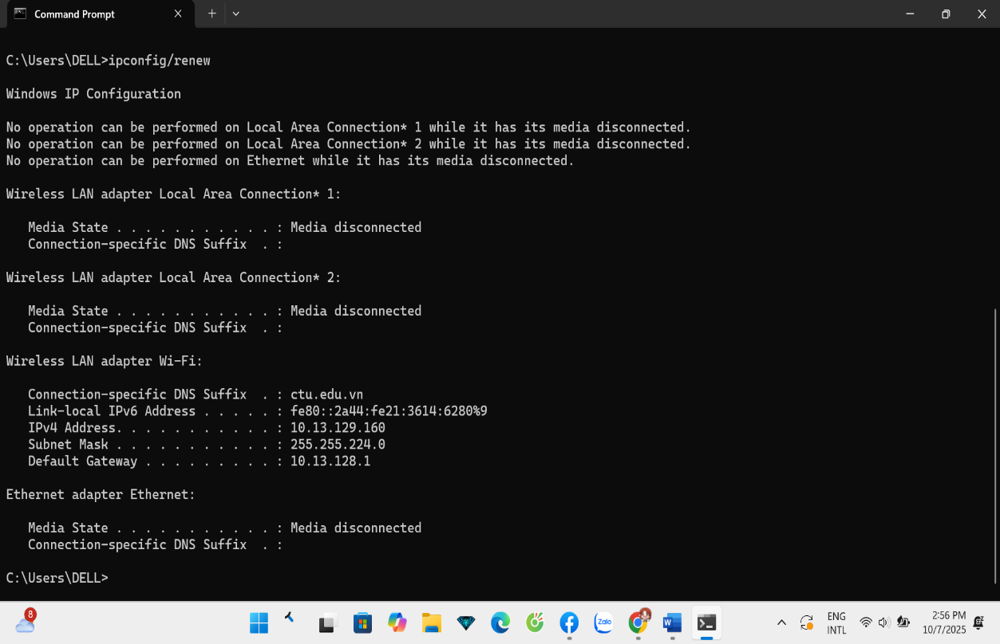 Command Prompt
C:\Users\DELL>ipconfig/renew
Windows IP Configuration
No operation can be performed on Local Area Connection* 1 while it has its media disconnected.
No operation can be performed on Local Area Connection* 2 while it has its media disconnected.
No operation can be performed on Ethernet while it has its media disconnected.
Wireless LAN adapter Local Area Connection* 1:
Media State . . . . . . . . . . . : Media disconnected
Connection-specific DNS Suffix  . :
Wireless LAN adapter Local Area Connection* 2:
Media State . . . . . . . . . . . : Media disconnected
Connection-specific DNS Suffix  . :
Wireless LAN adapter Wi-Fi:
Connection-specific DNS Suffix  . : ctu.edu.vn
Link-local IPv6 Address . . . . . : fe80::2a44:fe21:3614:6280%9
IPv4 Address. . . . . . . . . . . : 10.13.129.160
Subnet Mask . . . . . . . . . . . : 255.255.224.0
Default Gateway . . . . . . . . . : 10.13.128.1
Ethernet adapter Ethernet:
Media State . . . . . . . . . . . : Media disconnected
Connection-specific DNS Suffix  . :
C:\Users\DELL>
8
Zalo
W
ENG
INTL
2:56 PM
10/7/2025